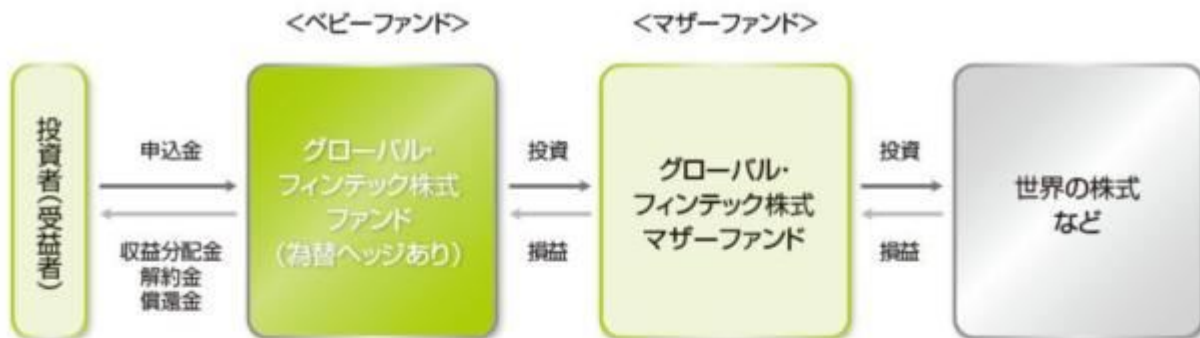 <ベビーファンド>
<マザーファンド>
投資者(受益者)
申込金
収益分配金
解約金
償還金
グローバル・
フィンテック株式
ファンド
(為替ヘッジあり)
投資
損益
グローバル・
フィンテック株式
マザーファンド
投資
損益
世界の株式
など